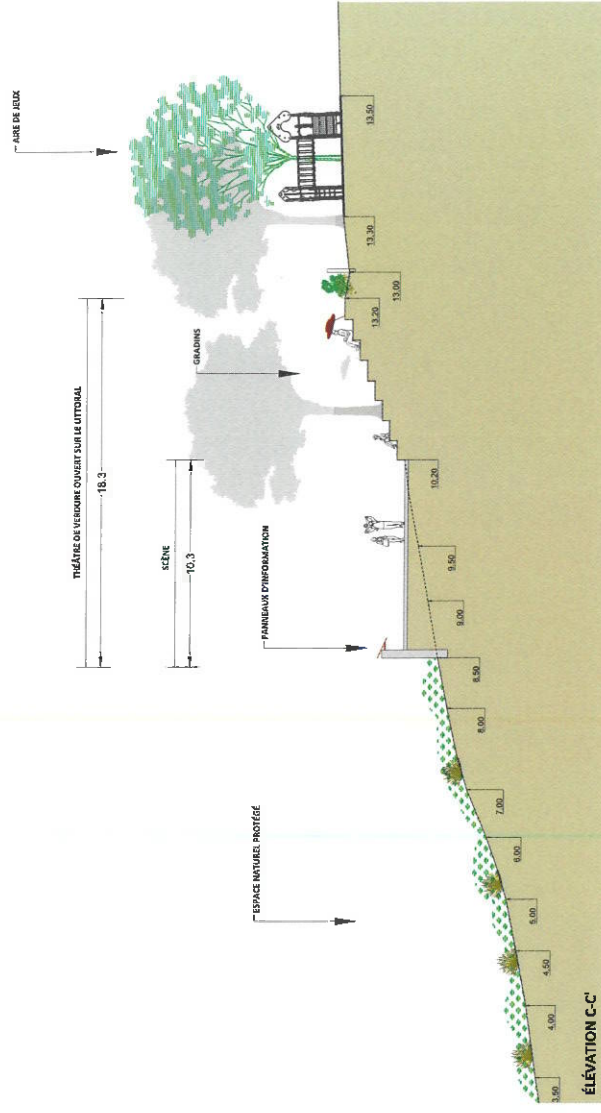 AIRE DE JEUX
THÉÂTRE DE VERDURE OUVERT SUR LE LITTORAL
18.3
GRADINS
SCÈNE
10.3
PANNEAUX D'INFORMATION
ESPACE NATUREL PROTÉGÉ
3.50
4.00
4.50
5.00
6.00
7.00
8.00
8.50
9.00
9.50
10.20
13.20
13.00
13.30
13.50
ÉLÉVATION C-C'